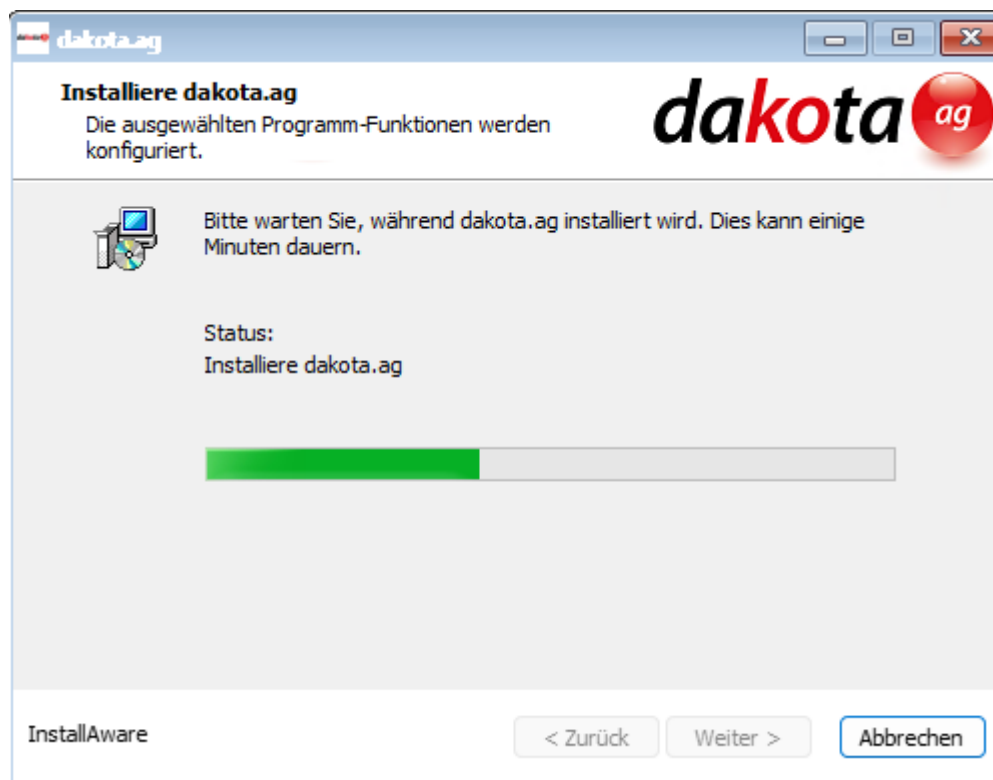 dakota.ag
Installiere dakota.ag
Die ausgewählten Programm-Funktionen werden
konfiguriert.
dakota ag
Bitte warten Sie, während dakota.ag installiert wird. Dies kann einige
Minuten dauern.
Status:
Installiere dakota.ag
InstallAware
< Zurück
Weiter >
Abbrechen